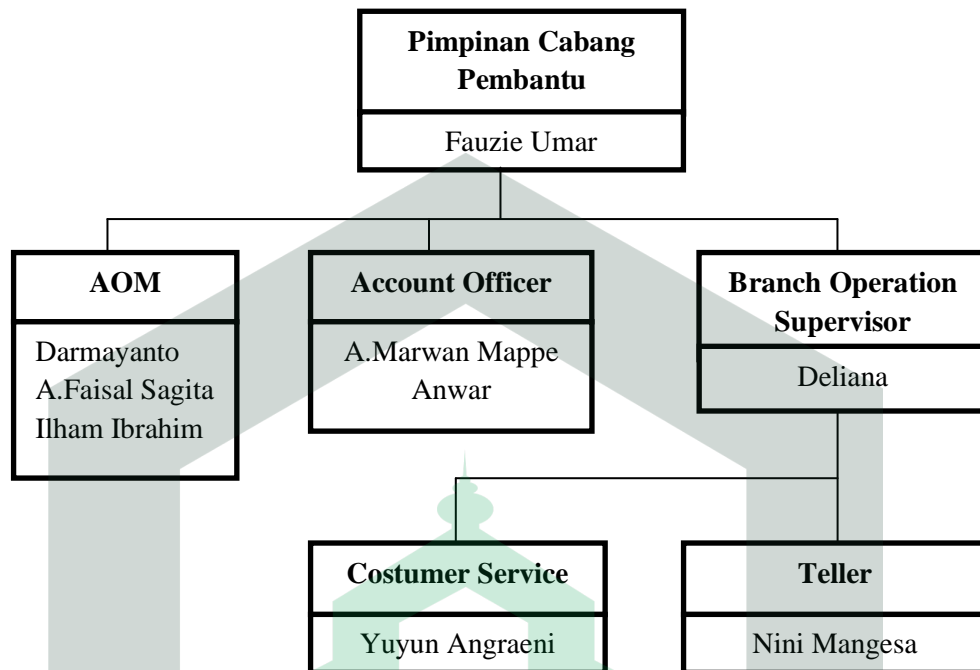 Pimpinan Cabang
Pembantu
Fauzie Umar
AOM
Darmayanto
A.Faisal Sagita
Ilham Ibrahim
Account Officer
A.Marwan Mappe
Anwar
Branch Operation
Supervisor
Deliana
Costumer Service
Yuyun Angraeni
Teller
Nini Mangesa